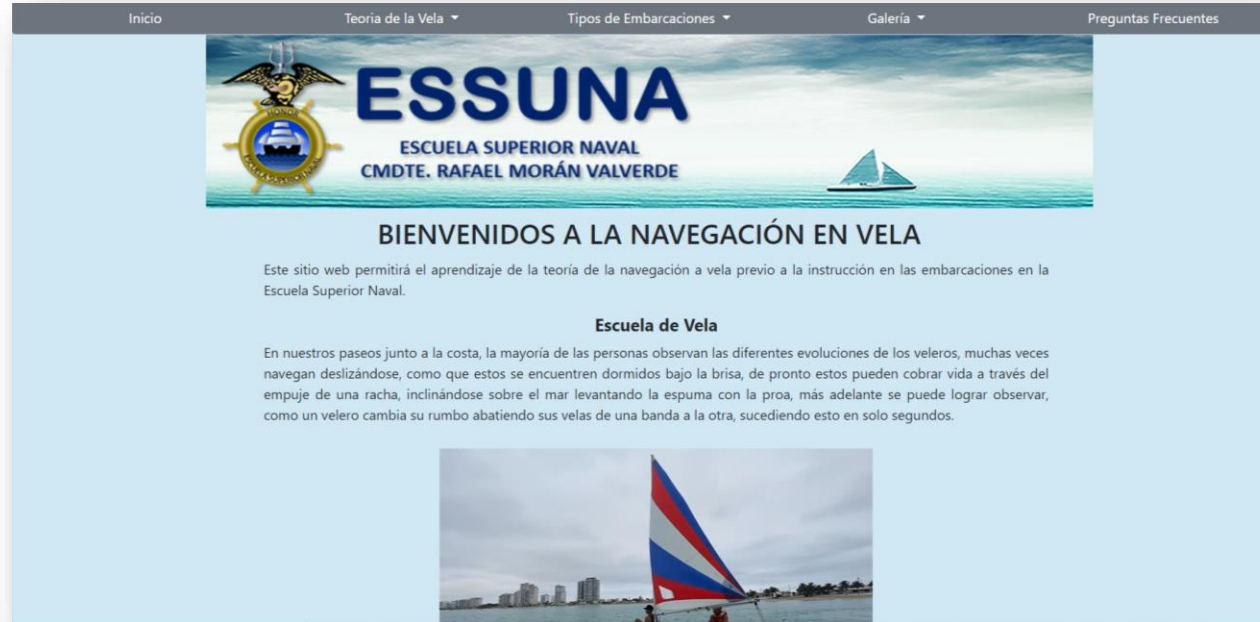 Inicio
Teoria de la Vela
Tipos de Embarcaciones
Galería
Preguntas Frecuentes
HONOR
ESCUELA SUPERIOR NAVAL
ESSUNA
ESCUELA SUPERIOR NAVAL
CMDTE. RAFAEL MORÁN VALVERDE
BIENVENIDOS A LA NAVEGACIÓN EN VELA
Este sitio web permitirá el aprendizaje de la teoría de la navegación a vela previo a la instrucción en las embarcaciones en la
Escuela Superior Naval.
Escuela de Vela
En nuestros paseos junto a la costa, la mayoría de las personas observan las diferentes evoluciones de los veleros, muchas veces
navegan deslizándose, como que estos se encuentren dormidos bajo la brisa, de pronto estos pueden cobrar vida a través del
empuje de una racha, inclinándose sobre el mar levantando la espuma con la proa, más adelante se puede lograr observar,
como un velero cambia su rumbo abatiendo sus velas de una banda a la otra, sucediendo esto en solo segundos.